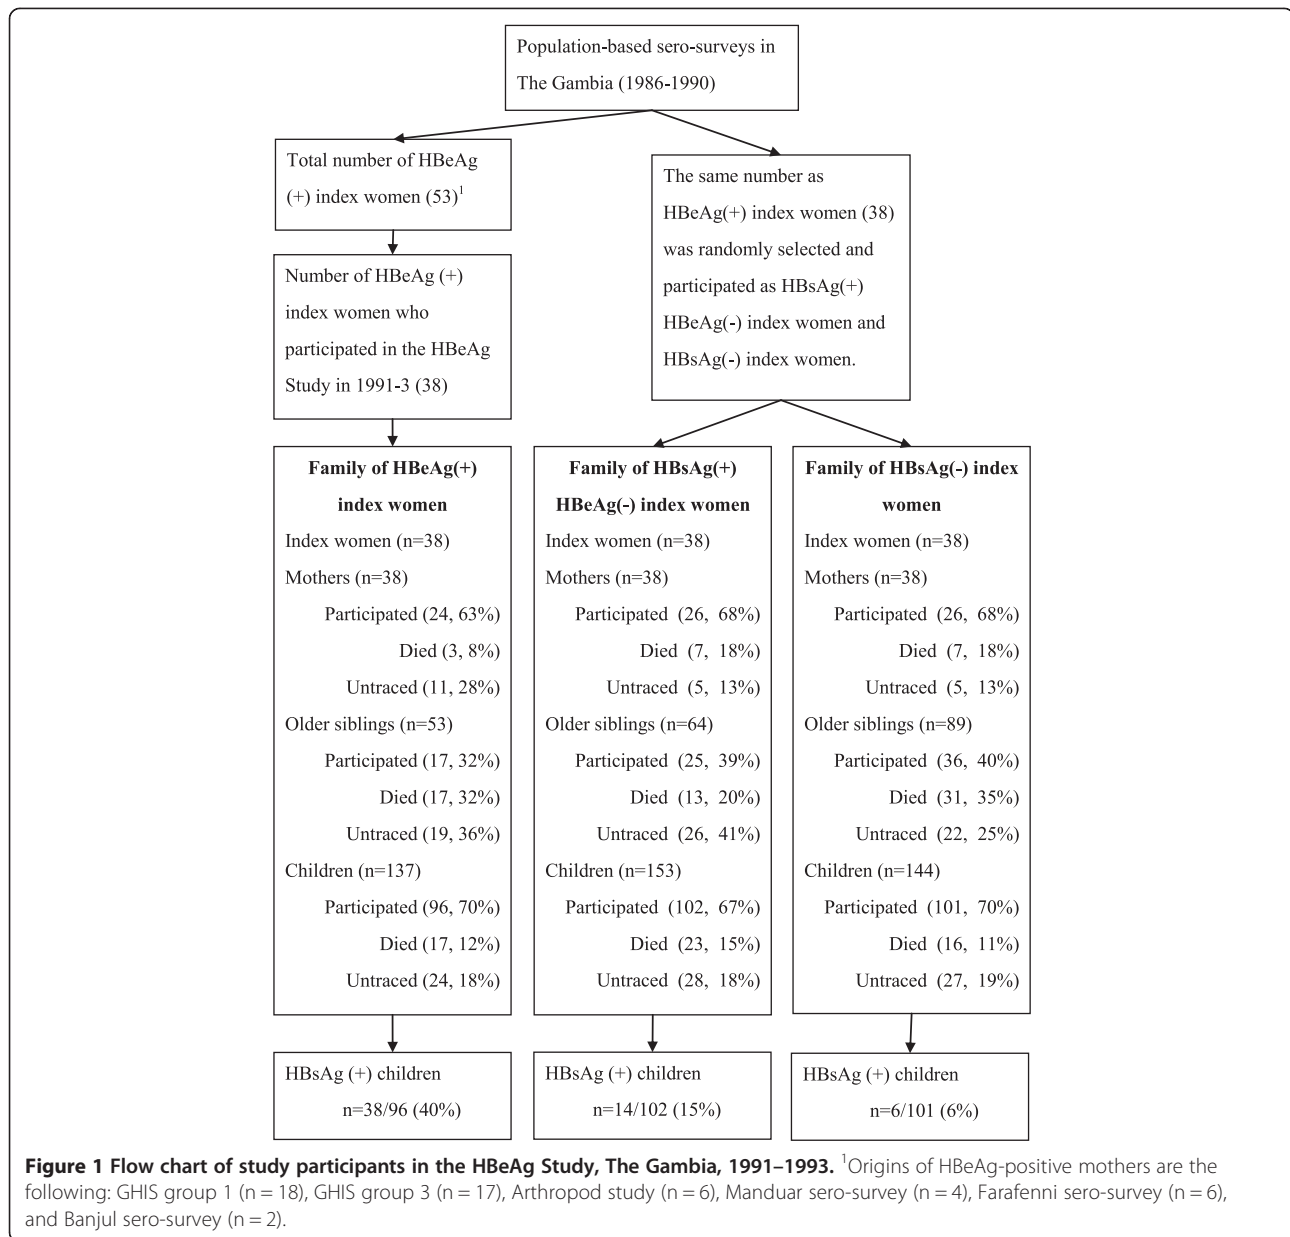 Population-based sero-surveys in
The Gambia (1986-1990)
Total number of HBeAg
(+) index women (53)1
The same number as
HBeAg(+) index women (38)
was randomly selected and
participated as HBsAg(+)
HBeAg(-) index women and
HBsAg(-) index women.
Number of HBeAg (+)
index women who
participated in the HBeAg
Study in 1991-3 (38)
Family of HBeAg(+)
index women
Index women (n=38)
Mothers (n=38)
Participated (24, 63%)
Died (3, 8%)
Untraced (11, 28%)
Older siblings (n=53)
Participated (17, 32%)
Died (17, 32%)
Untraced (19, 36%)
Children (n=137)
Participated (96, 70%)
Died (17, 12%)
Untraced (24, 18%)
Family of HBsAg(+)
HBeAg(-) index women
Index women (n=38)
Mothers (n=38)
Participated (26, 68%)
Died (7, 18%)
Untraced (5, 13%)
Older siblings (n=64)
Participated (25, 39%)
Died (13, 20%)
Untraced (26, 41%)
Children (n=153)
Participated (102, 67%)
Died (23, 15%)
Untraced (28, 18%)
Family of HBsAg(-) index
women
Index women (n=38)
Mothers (n=38)
Participated (26, 68%)
Died (7, 18%)
Untraced (5, 13%)
Older siblings (n=89)
Participated (36, 40%)
Died (31, 35%)
Untraced (22, 25%)
Children (n=144)
Participated (101, 70%)
Died (16, 11%)
Untraced (27, 19%)
HBsAg (+) children
n=38/96 (40%)
HBsAg (+) children
n=14/102 (15%)
HBsAg (+) children
n=6/101 (6%)
Figure 1 Flow chart of study participants in the HBeAg Study, The Gambia, 1991–1993. 1Origins of HBeAg-positive mothers are the
following: GHIS group 1 (n = 18), GHIS group 3 (n = 17), Arthropod study (n = 6), Manduar sero-survey (n = 4), Farafenni sero-survey (n = 6),
and Banjul sero-survey (n = 2).